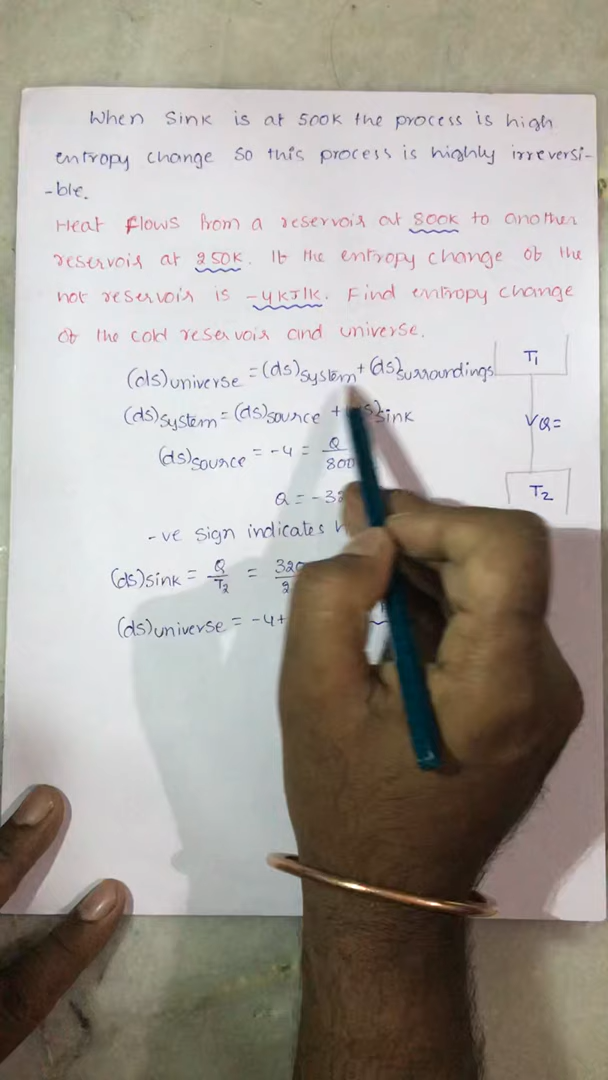 When Sink is at 500K the process is high
entropy change so this process is highly irreversi-
-ble.
Heat flows from a reservoir at 800K to another
reservoir at 250K. If the entropy change of the
hot reservoir is -4KJ/K. Find entropy change
of the cold reservoir and universe.
(ds)universe = (ds)system + (ds)surroundings
(ds)system = (ds)source + sink
(ds)source = -4 = Q/800
Q = -32
-ve sign indicates
(ds)sink = Q/T2 =
(ds)universe = -4+
T1
Q=
T2